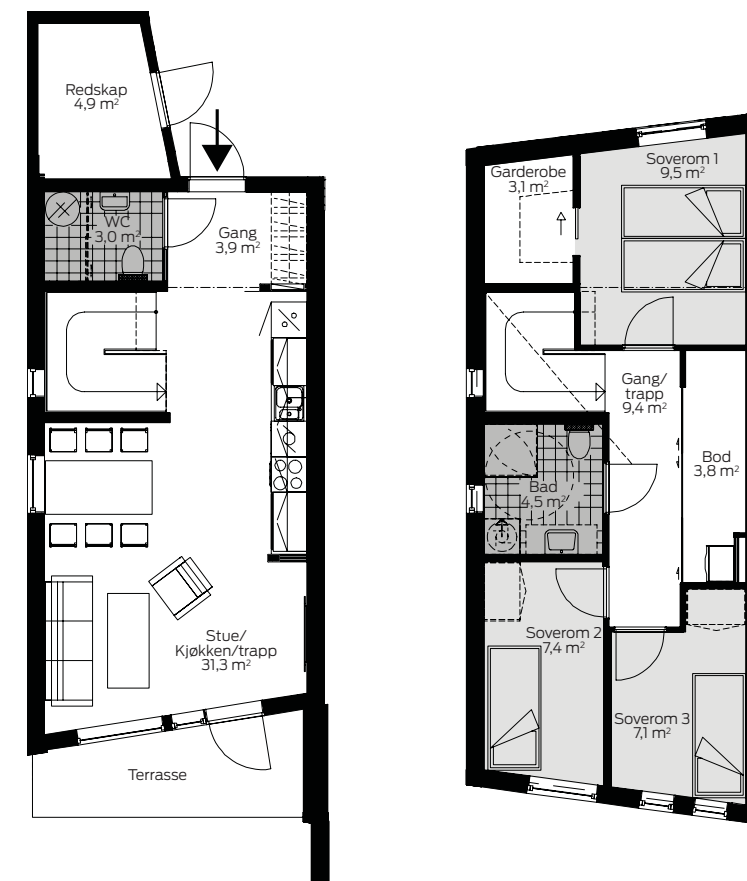 Redskap
4,9 m²
WC
3,0 m²
Gang
3,9 m²
Stue/
Kjøkken/trapp
31,3 m²
Terrasse
Garderobe
3,1 m²
Soverom 1
9,5 m²
Gang/
trapp
9,4 m²
Bod
3,8 m²
Bad
4,5 m²
Soverom 2
7,4 m²
Soverom 3
7,1 m²